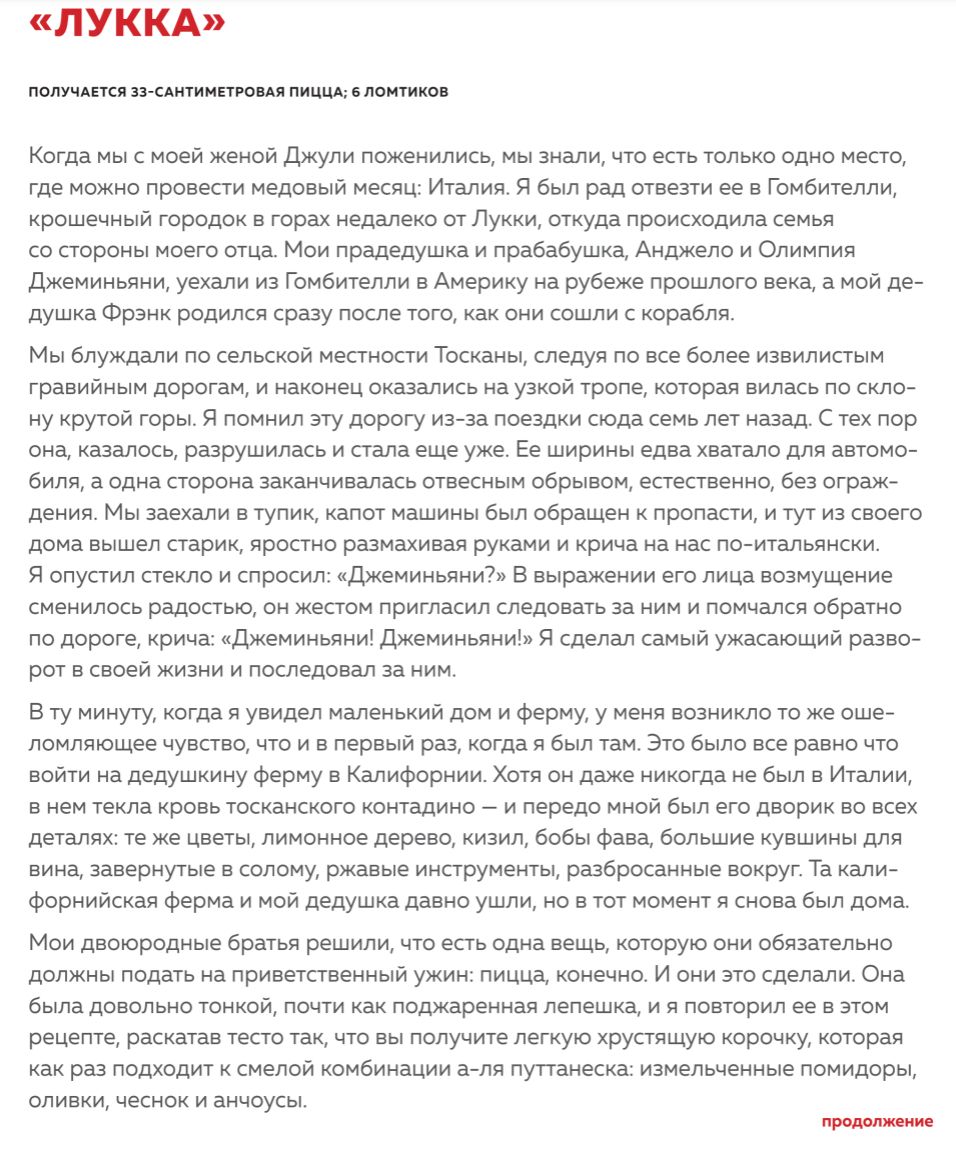 «ЛУККА»
ПОЛУЧАЕТСЯ 33-САНТИМЕТРОВАЯ ПИЦЦА; 6 ЛОМТИКОВ
Когда мы с моей женой Джули поженились, мы знали, что есть только одно место,
где можно провести медовый месяц: Италия. Я был рад отвезти ее в Гомбителли,
крошечный городок в горах недалеко от Лукки, откуда происходила семья
со стороны моего отца. Мои прадедушка и прабабушка, Анджело и Олимпия
Джеминьяни, уехали из Гомбителли в Америку на рубеже прошлого века, а мой де-
душка Фрэнк родился сразу после того, как они сошли с корабля.
Мы блуждали по сельской местности Тосканы, следуя по все более извилистым
гравийным дорогам, и наконец оказались на узкой тропе, которая вилась по скло-
ну крутой горы. Я помнил эту дорогу из-за поездки сюда семь лет назад. С тех пор
она, казалось, разрушилась и стала еще уже. Ее ширины едва хватало для автомо-
биля, а одна сторона заканчивалась отвесным обрывом, естественно, без ограж-
дения. Мы заехали в тупик, капот машины был обращен к пропасти, и тут из своего
дома вышел старик, яростно размахивая руками и крича на нас по-итальянски.
Я опустил стекло и спросил: «Джеминьяни?» В выражении его лица возмущение
сменилось радостью, он жестом пригласил следовать за ним и помчался обратно
по дороге, крича: «Джеминьяни! Джеминьяни!» Я сделал самый ужасающий разво-
рот в своей жизни и последовал за ним.
В ту минуту, когда я увидел маленький дом и ферму, у меня возникло то же оше-
ломляющее чувство, что и в первый раз, когда я был там. Это было все равно что
войти на дедушкину ферму в Калифорнии. Хотя он даже никогда не был в Италии,
в нем текла кровь тосканского контадино — и передо мной был его дворик во всех
деталях: те же цветы, лимонное дерево, кизил, бобы фава, большие кувшины для
вина, завернутые в солому, ржавые инструменты, разбросанные вокруг. Та кали-
форнийская ферма и мой дедушка давно ушли, но в тот момент я снова был дома.
Мои двоюродные братья решили, что есть одна вещь, которую они обязательно
должны подать на приветственный ужин: пицца, конечно. И они это сделали. Она
была довольно тонкой, почти как поджаренная лепешка, и я повторил ее в этом
рецепте, раскатав тесто так, что вы получите легкую хрустящую корочку, которая
как раз подходит к смелой комбинации а-ля путтанеска: измельченные помидоры,
оливки, чеснок и анчоусы.
продолжение